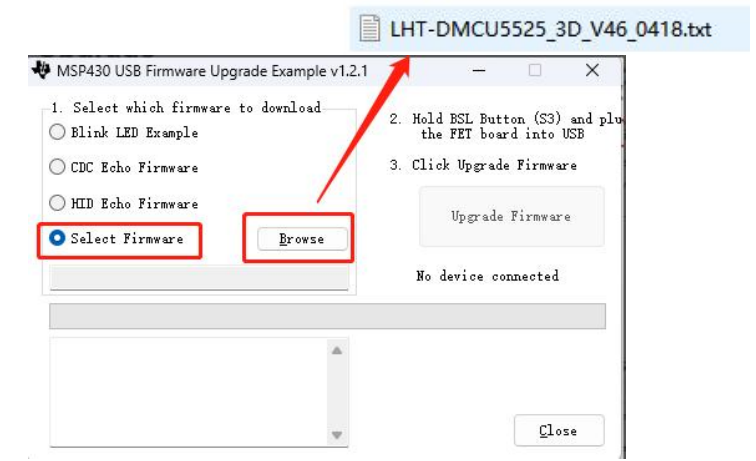 LHT-DMCU5525_3D_V46_0418.txt
MSP430 USB Firmware Upgrade Example v1.2.1
1. Select which firmware to download
Blink LED Example
CDC Echo Firmware
HID Echo Firmware
Select Firmware
Browse
2. Hold BSL Button (S3) and plu
the FET board into USB
3. Click Upgrade Firmware
Upgrade Firmware
No device connected
Close